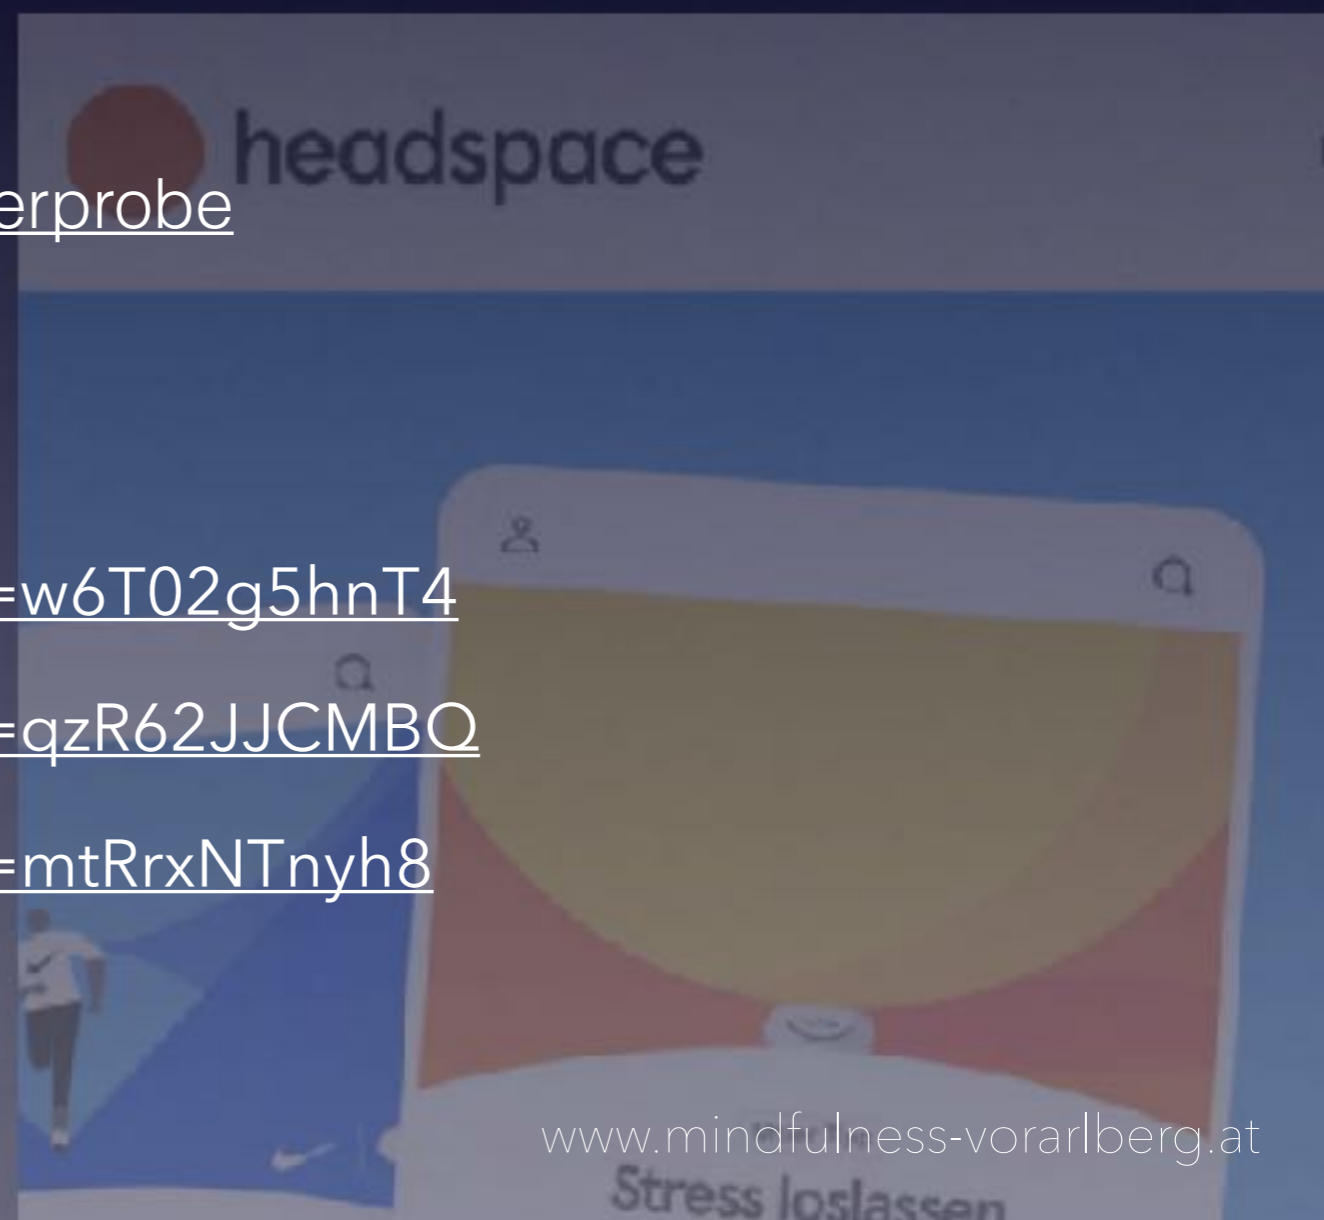 headspace
erprobe
=w6T02g5hnT4
=qzR62JJCMBQ
=mtRrxNTnyh8
www.mindfulness-vorarlberg.at
Stress loslassen